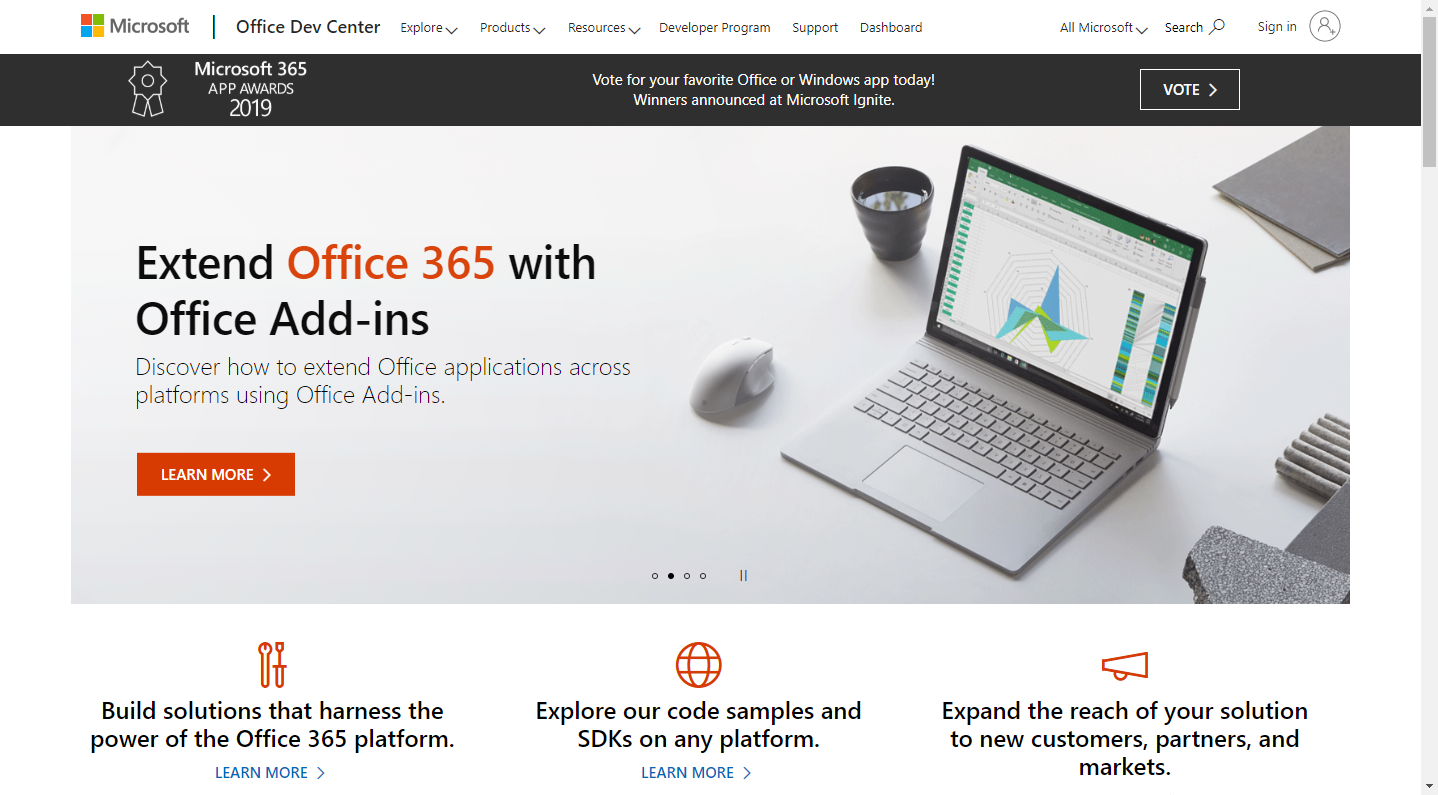 Microsoft
Office Dev Center
Explore
Products
Resources
Developer Program
Support
Dashboard
All Microsoft
Search
Sign in
Microsoft 365
APP AWARDS
2019
Vote for your favorite Office or Windows app today!
Winners announced at Microsoft Ignite.
VOTE
Extend Office 365 with
Office Add-ins
Discover how to extend Office applications across
platforms using Office Add-ins.
LEARN MORE
Build solutions that harness the
power of the Office 365 platform.
LEARN MORE
Explore our code samples and
SDKs on any platform.
LEARN MORE
Expand the reach of your solution
to new customers, partners, and
markets.